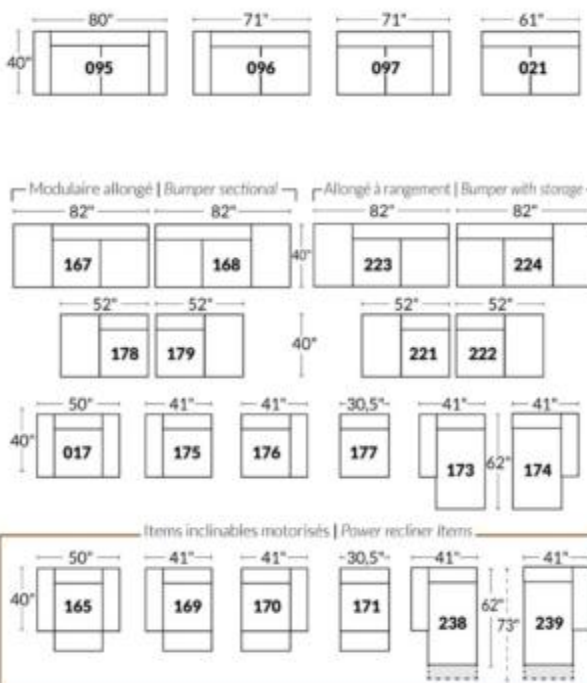 80" 71" 71" 61"
40" 095 096 097 021
Modulaire allongé | Bumper sectional Allongé à rangement | Bumper with storage
82" 82" 82" 82"
167 168 40" 223 224
52" 52" 52" 52"
178 179 40" 221 222
50" 41" 41" 30,5" 41" 41"
40" 017 175 176 177 173 62" 174
Items inclinables motorisés | Power recliner items
50" 41" 41" 30,5" 41" 41"
40" 165 169 170 171 238 62" 73" 239